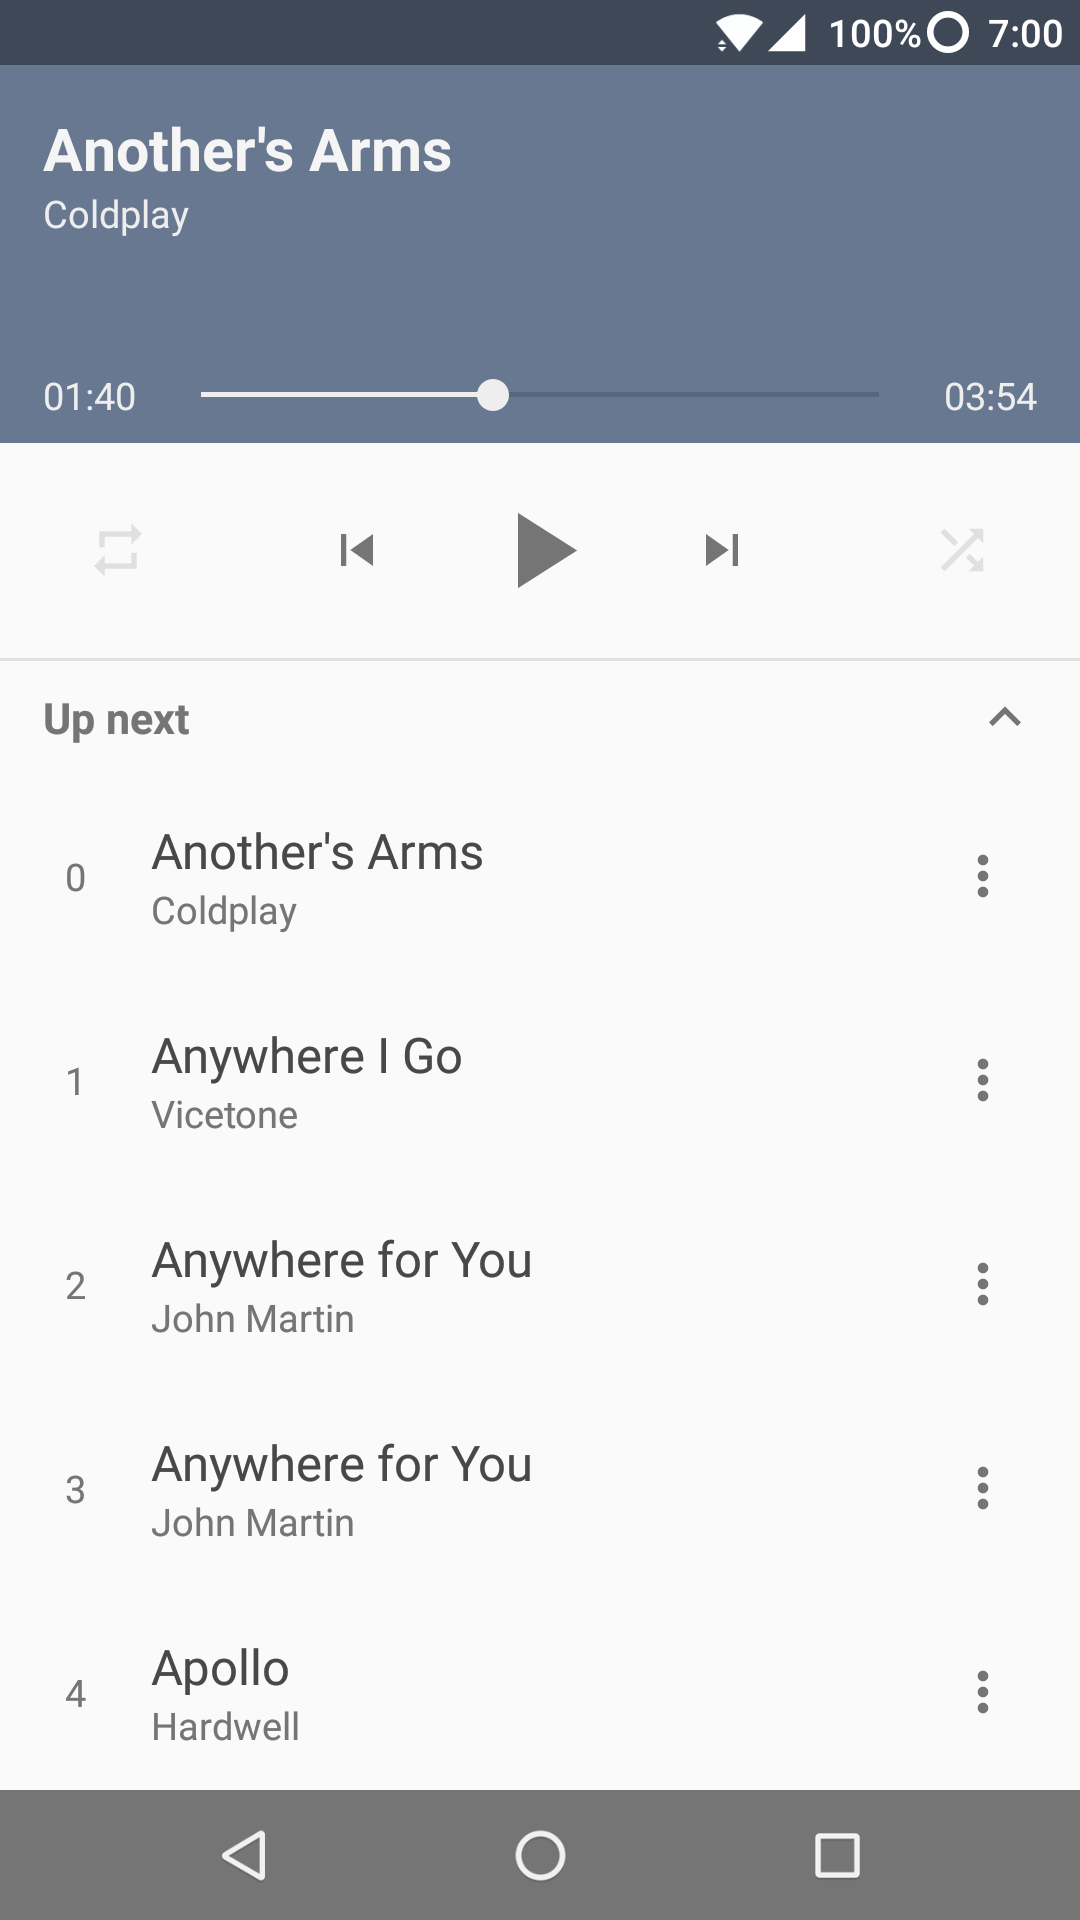 100% 7:00
Another's Arms
Coldplay
01:40 03:54
Up next
0 Another's Arms
Coldplay
1 Anywhere I Go
Vicetone
2 Anywhere for You
John Martin
3 Anywhere for You
John Martin
4 Apollo
Hardwell